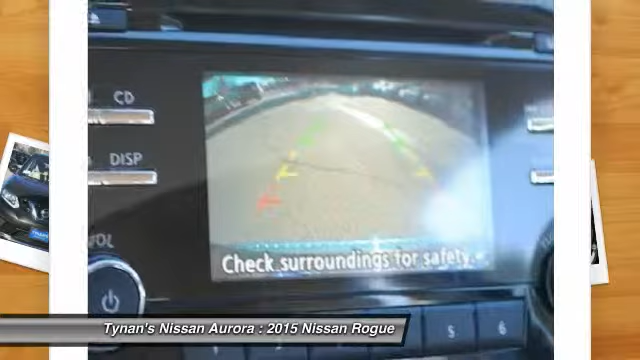 CD
DISP
VOL
Check surroundings for safety.
Tynan's Nissan Aurora : 2015 Nissan Rogue
5 6